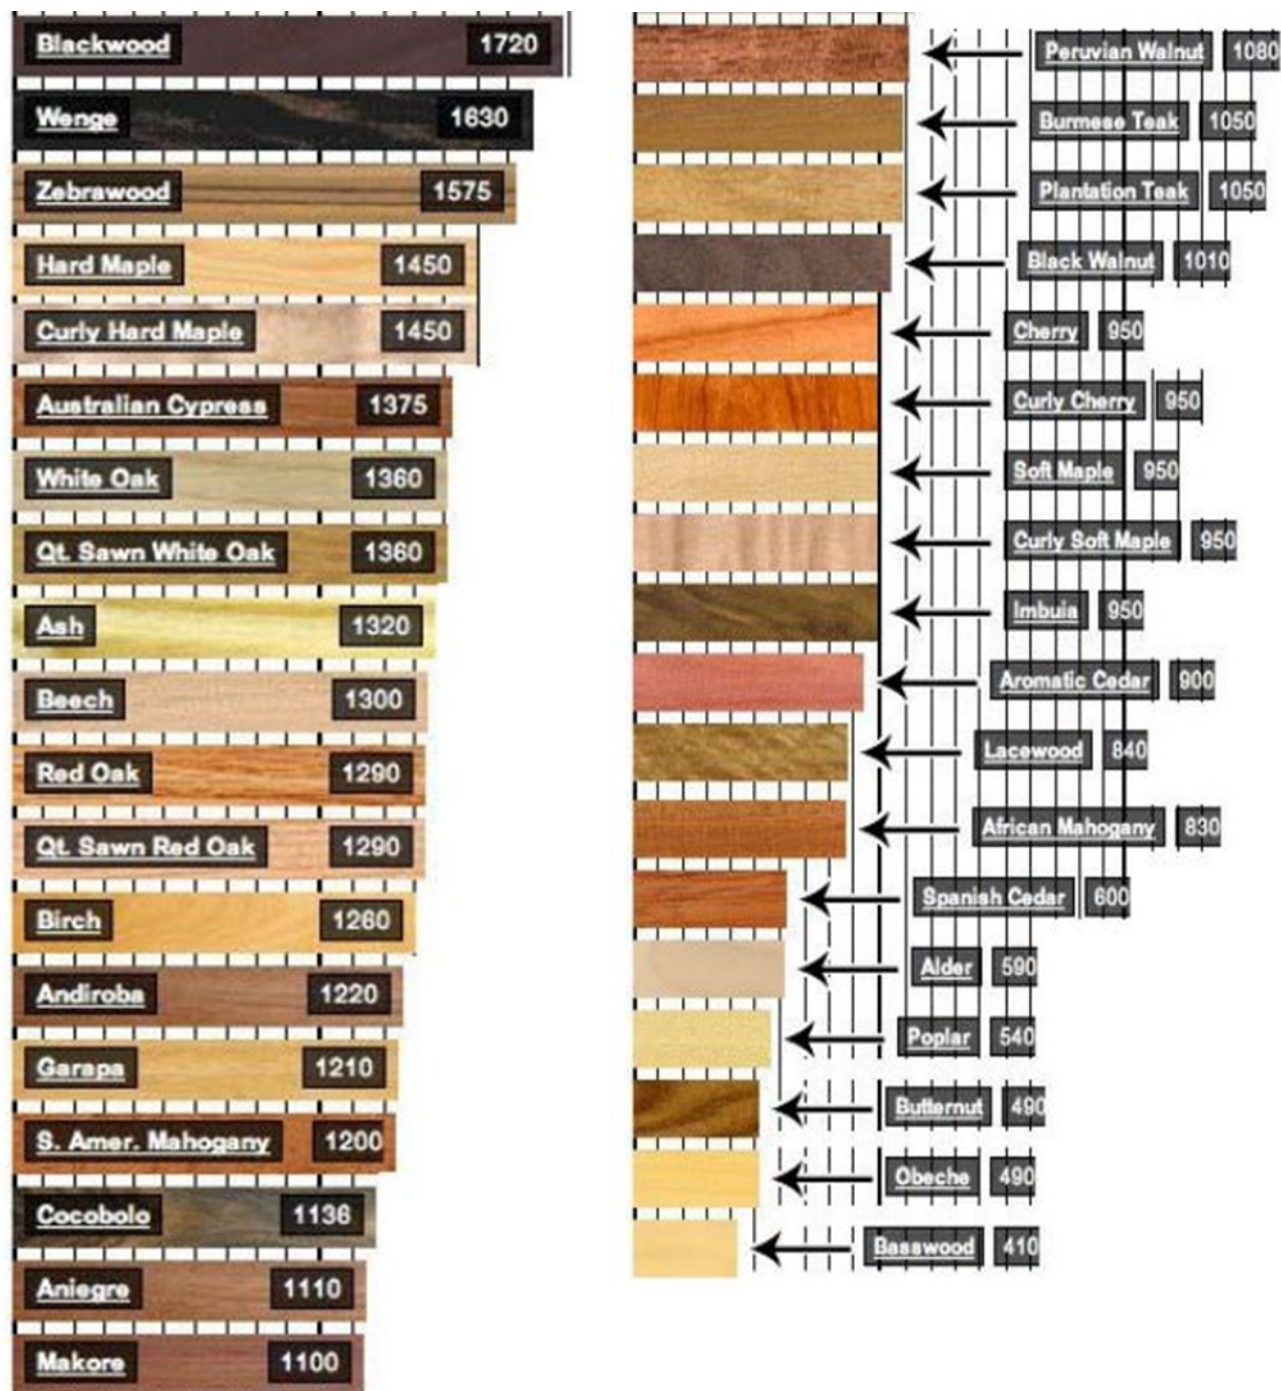 Blackwood 1720
Wenge 1630
Zebrawood 1575
Hard Maple 1450
Curly Hard Maple 1450
Australian Cypress 1375
White Oak 1360
Qt. Sawn White Oak 1360
Ash 1320
Beech 1300
Red Oak 1290
Qt. Sawn Red Oak 1290
Birch 1260
Andiroba 1220
Garapa 1210
S. Amer. Mahogany 1200
Cocobolo 1136
Aniegre 1110
Makore 1100
Peruvian Walnut 1080
Burmese Teak 1050
Plantation Teak 1050
Black Walnut 1010
Cherry 950
Curly Cherry 950
Soft Maple 950
Curly Soft Maple 950
Imbuia 950
Aromatic Cedar 900
Lacewood 840
African Mahogany 830
Spanish Cedar 600
Alder 590
Poplar 540
Butternut 490
Obeche 490
Basswood 410